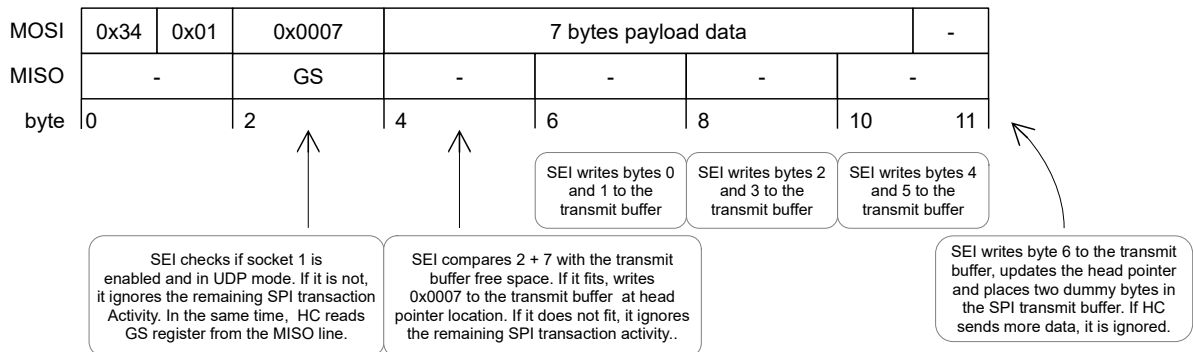 MOSI 0x34 0x01 0x0007 7 bytes payload data -
MISO - GS - - - -
byte 0 2 4 6 8 10 11
SEI writes bytes 0
and 1 to the
transmit buffer
SEI writes bytes 2
and 3 to the
transmit buffer
SEI writes bytes 4
and 5 to the
transmit buffer
SEI checks if socket 1 is
enabled and in UDP mode. If it is not,
it ignores the remaining SPI transaction
Activity. In the same time, HC reads
GS register from the MISO line.
SEI compares 2 + 7 with the transmit
buffer free space. If it fits, writes
0x0007 to the transmit buffer at head
pointer location. If it does not fit, it ignores
the remaining SPI transaction activity..
SEI writes byte 6 to the transmit
buffer, updates the head pointer
and places two dummy bytes in
the SPI transmit buffer. If HC
sends more data, it is ignored.